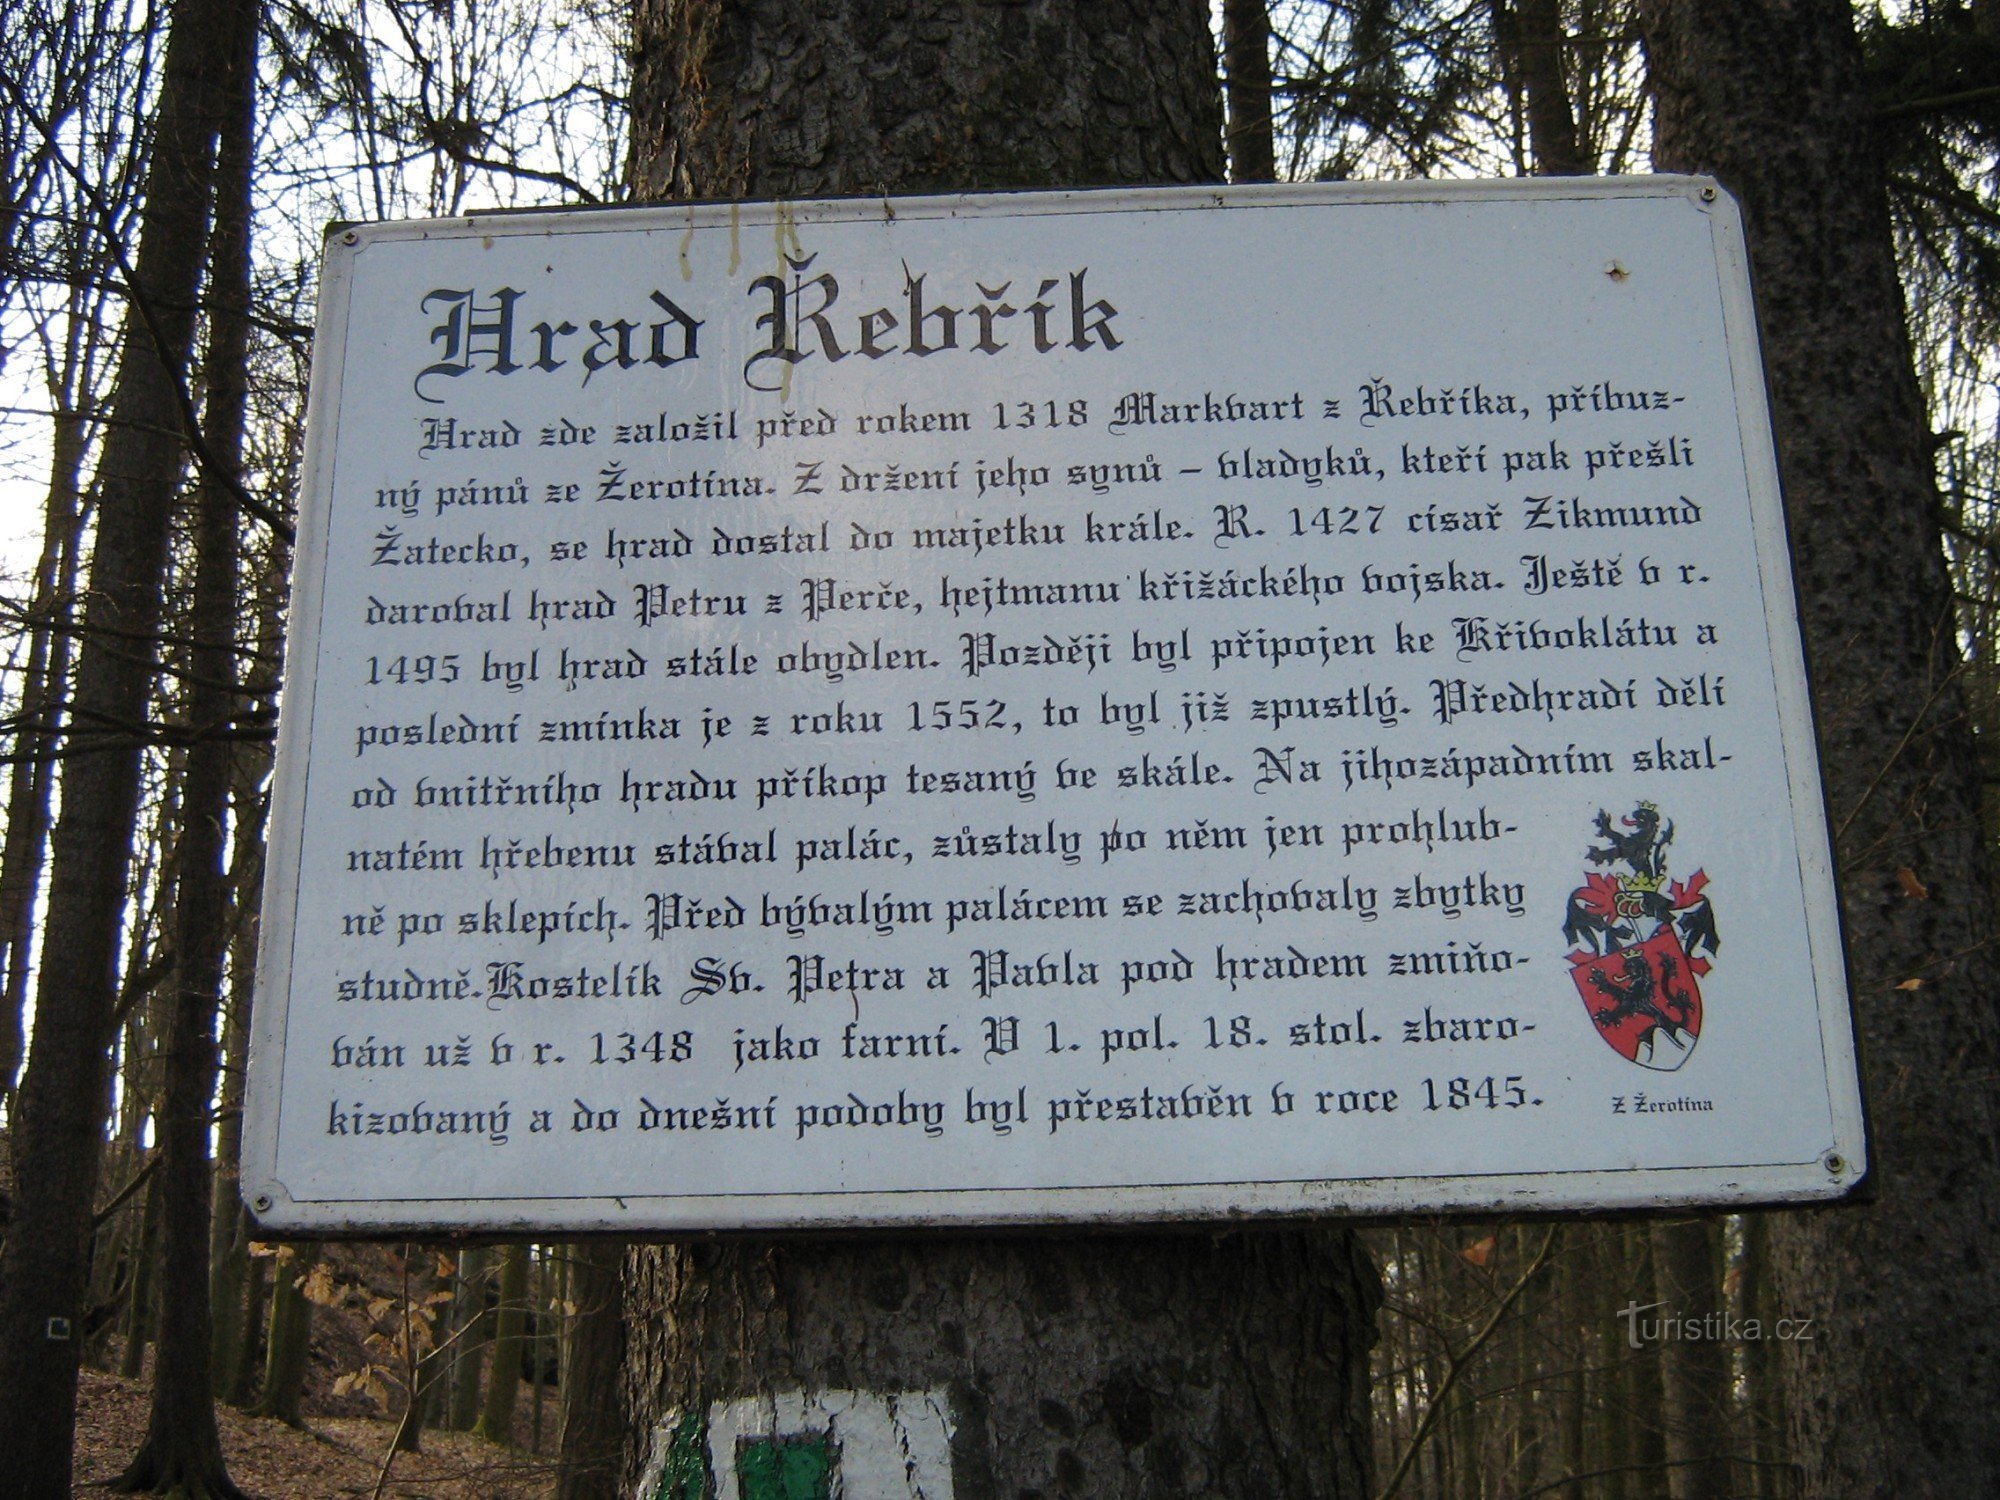 Hrad Řebřík
Hrad zde založil před rokem 1318 Markvart z Řebříka, příbuz-
ný pánů ze Žerotína. Z držení jeho synů – vladyků, kteří pak přešli
Žatecko, se hrad dostal do majetku krále. R. 1427 císař Zikmund
daroval hrad Petru z Perče, hejtmanu křižáckého vojska. Ještě v r.
1495 byl hrad stále obydlen. Později byl připojen ke Křivoklátu a
poslední zmínka je z roku 1552, to byl již zpustlý. Předhradí dělí
od vnitřního hradu příkop tesaný ve skále. Na jihozápadním skal-
natém hřebenu stával palác, zůstaly po něm jen prohlub-
ně po sklepích. Před bývalým palácem se zachovaly zbytky
studně.Kostelík Sv. Petra a Pavla pod hradem zmiňo-
ván už v r. 1348 jako farní. V 1. pol. 18. stol. zbaro-
kizovaný a do dnešní podoby byl přestavěn v roce 1845.
Z Žerotína
Turistika.cz